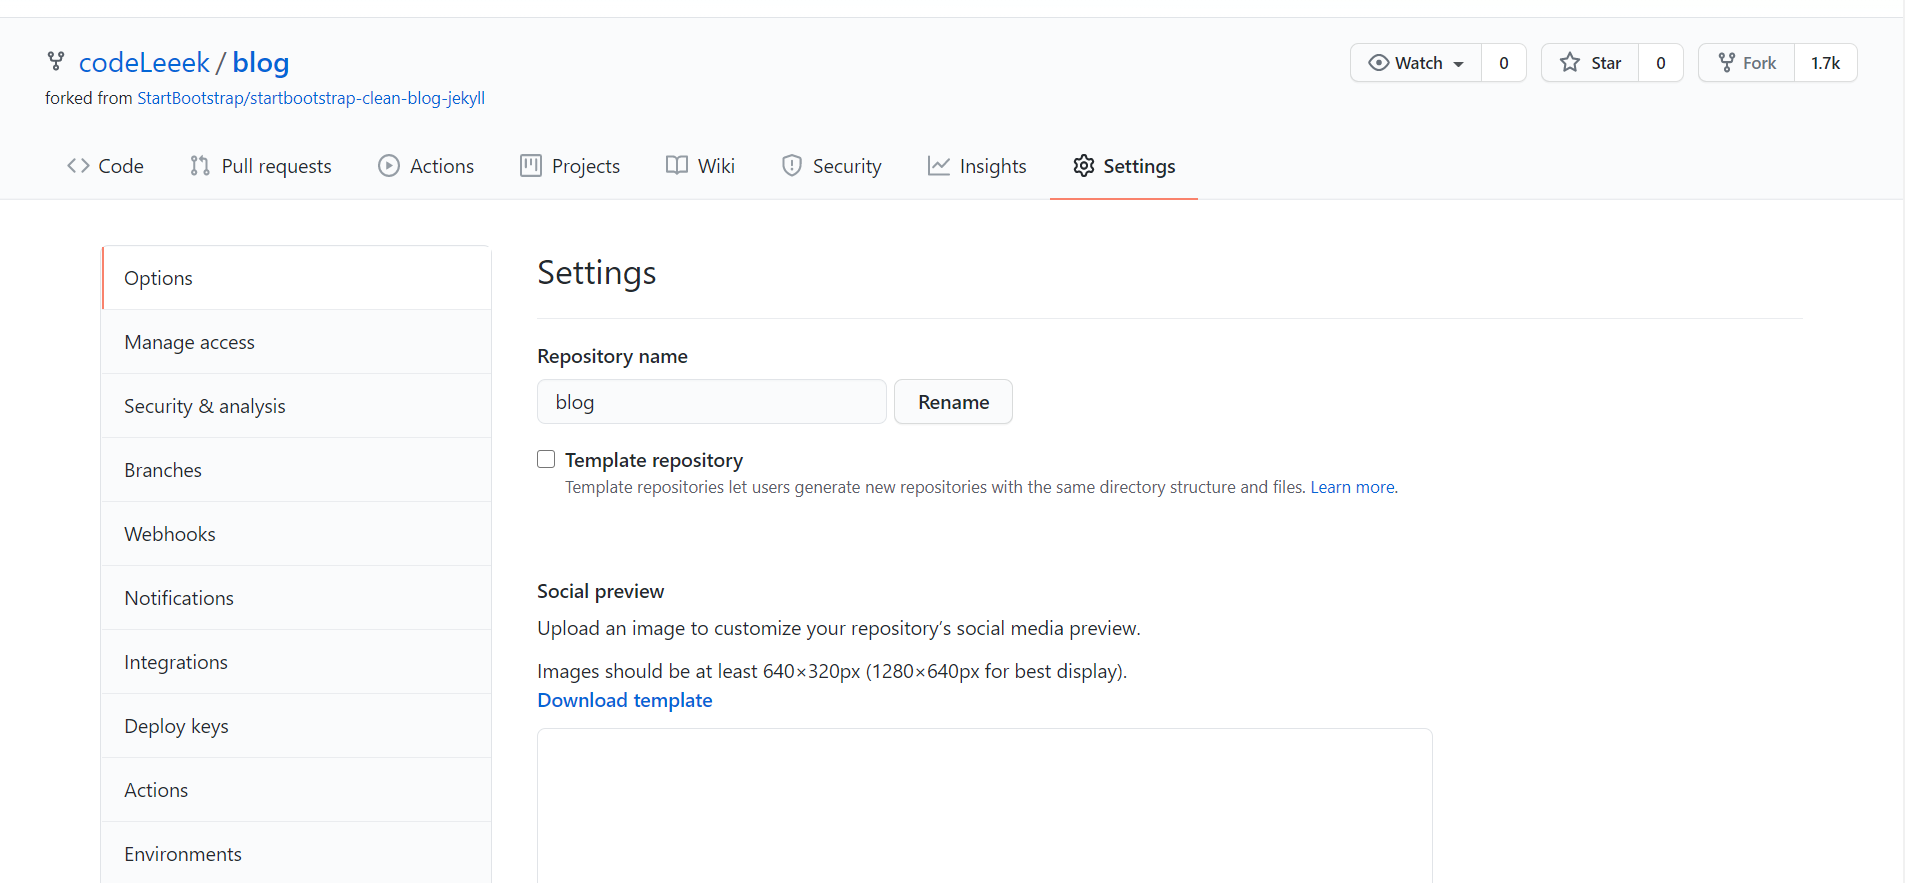 codeLeeek / blog
Watch 0 Star 0 Fork 1.7k
forked from StartBootstrap/startbootstrap-clean-blog-jekyll
Code Pull requests Actions Projects Wiki Security Insights Settings
Options
Manage access
Security & analysis
Branches
Webhooks
Notifications
Integrations
Deploy keys
Actions
Environments
Settings
Repository name
blog Rename
Template repository
Template repositories let users generate new repositories with the same directory structure and files. Learn more.
Social preview
Upload an image to customize your repository’s social media preview.
Images should be at least 640×320px (1280×640px for best display).
Download template